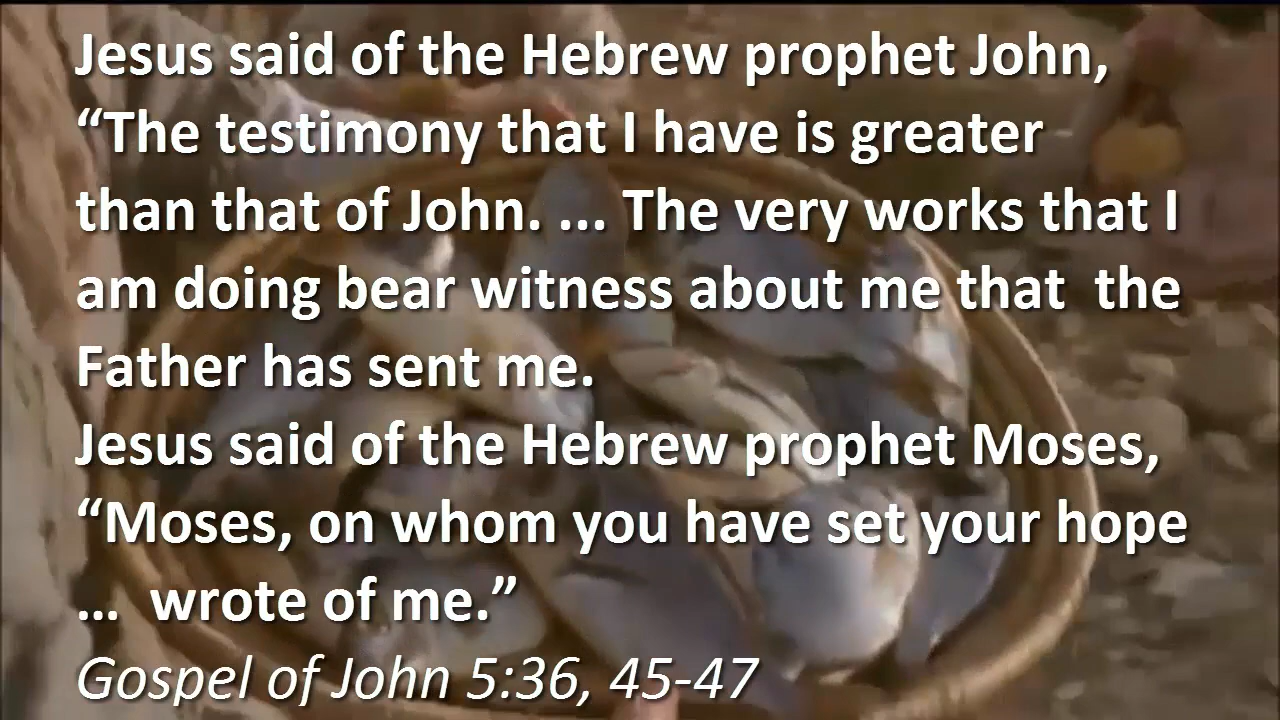 Jesus said of the Hebrew prophet John,
“The testimony that I have is greater
than that of John. ... The very works that I
am doing bear witness about me that  the
Father has sent me.
Jesus said of the Hebrew prophet Moses,
“Moses, on whom you have set your hope
...  wrote of me.”
Gospel of John 5:36, 45-47